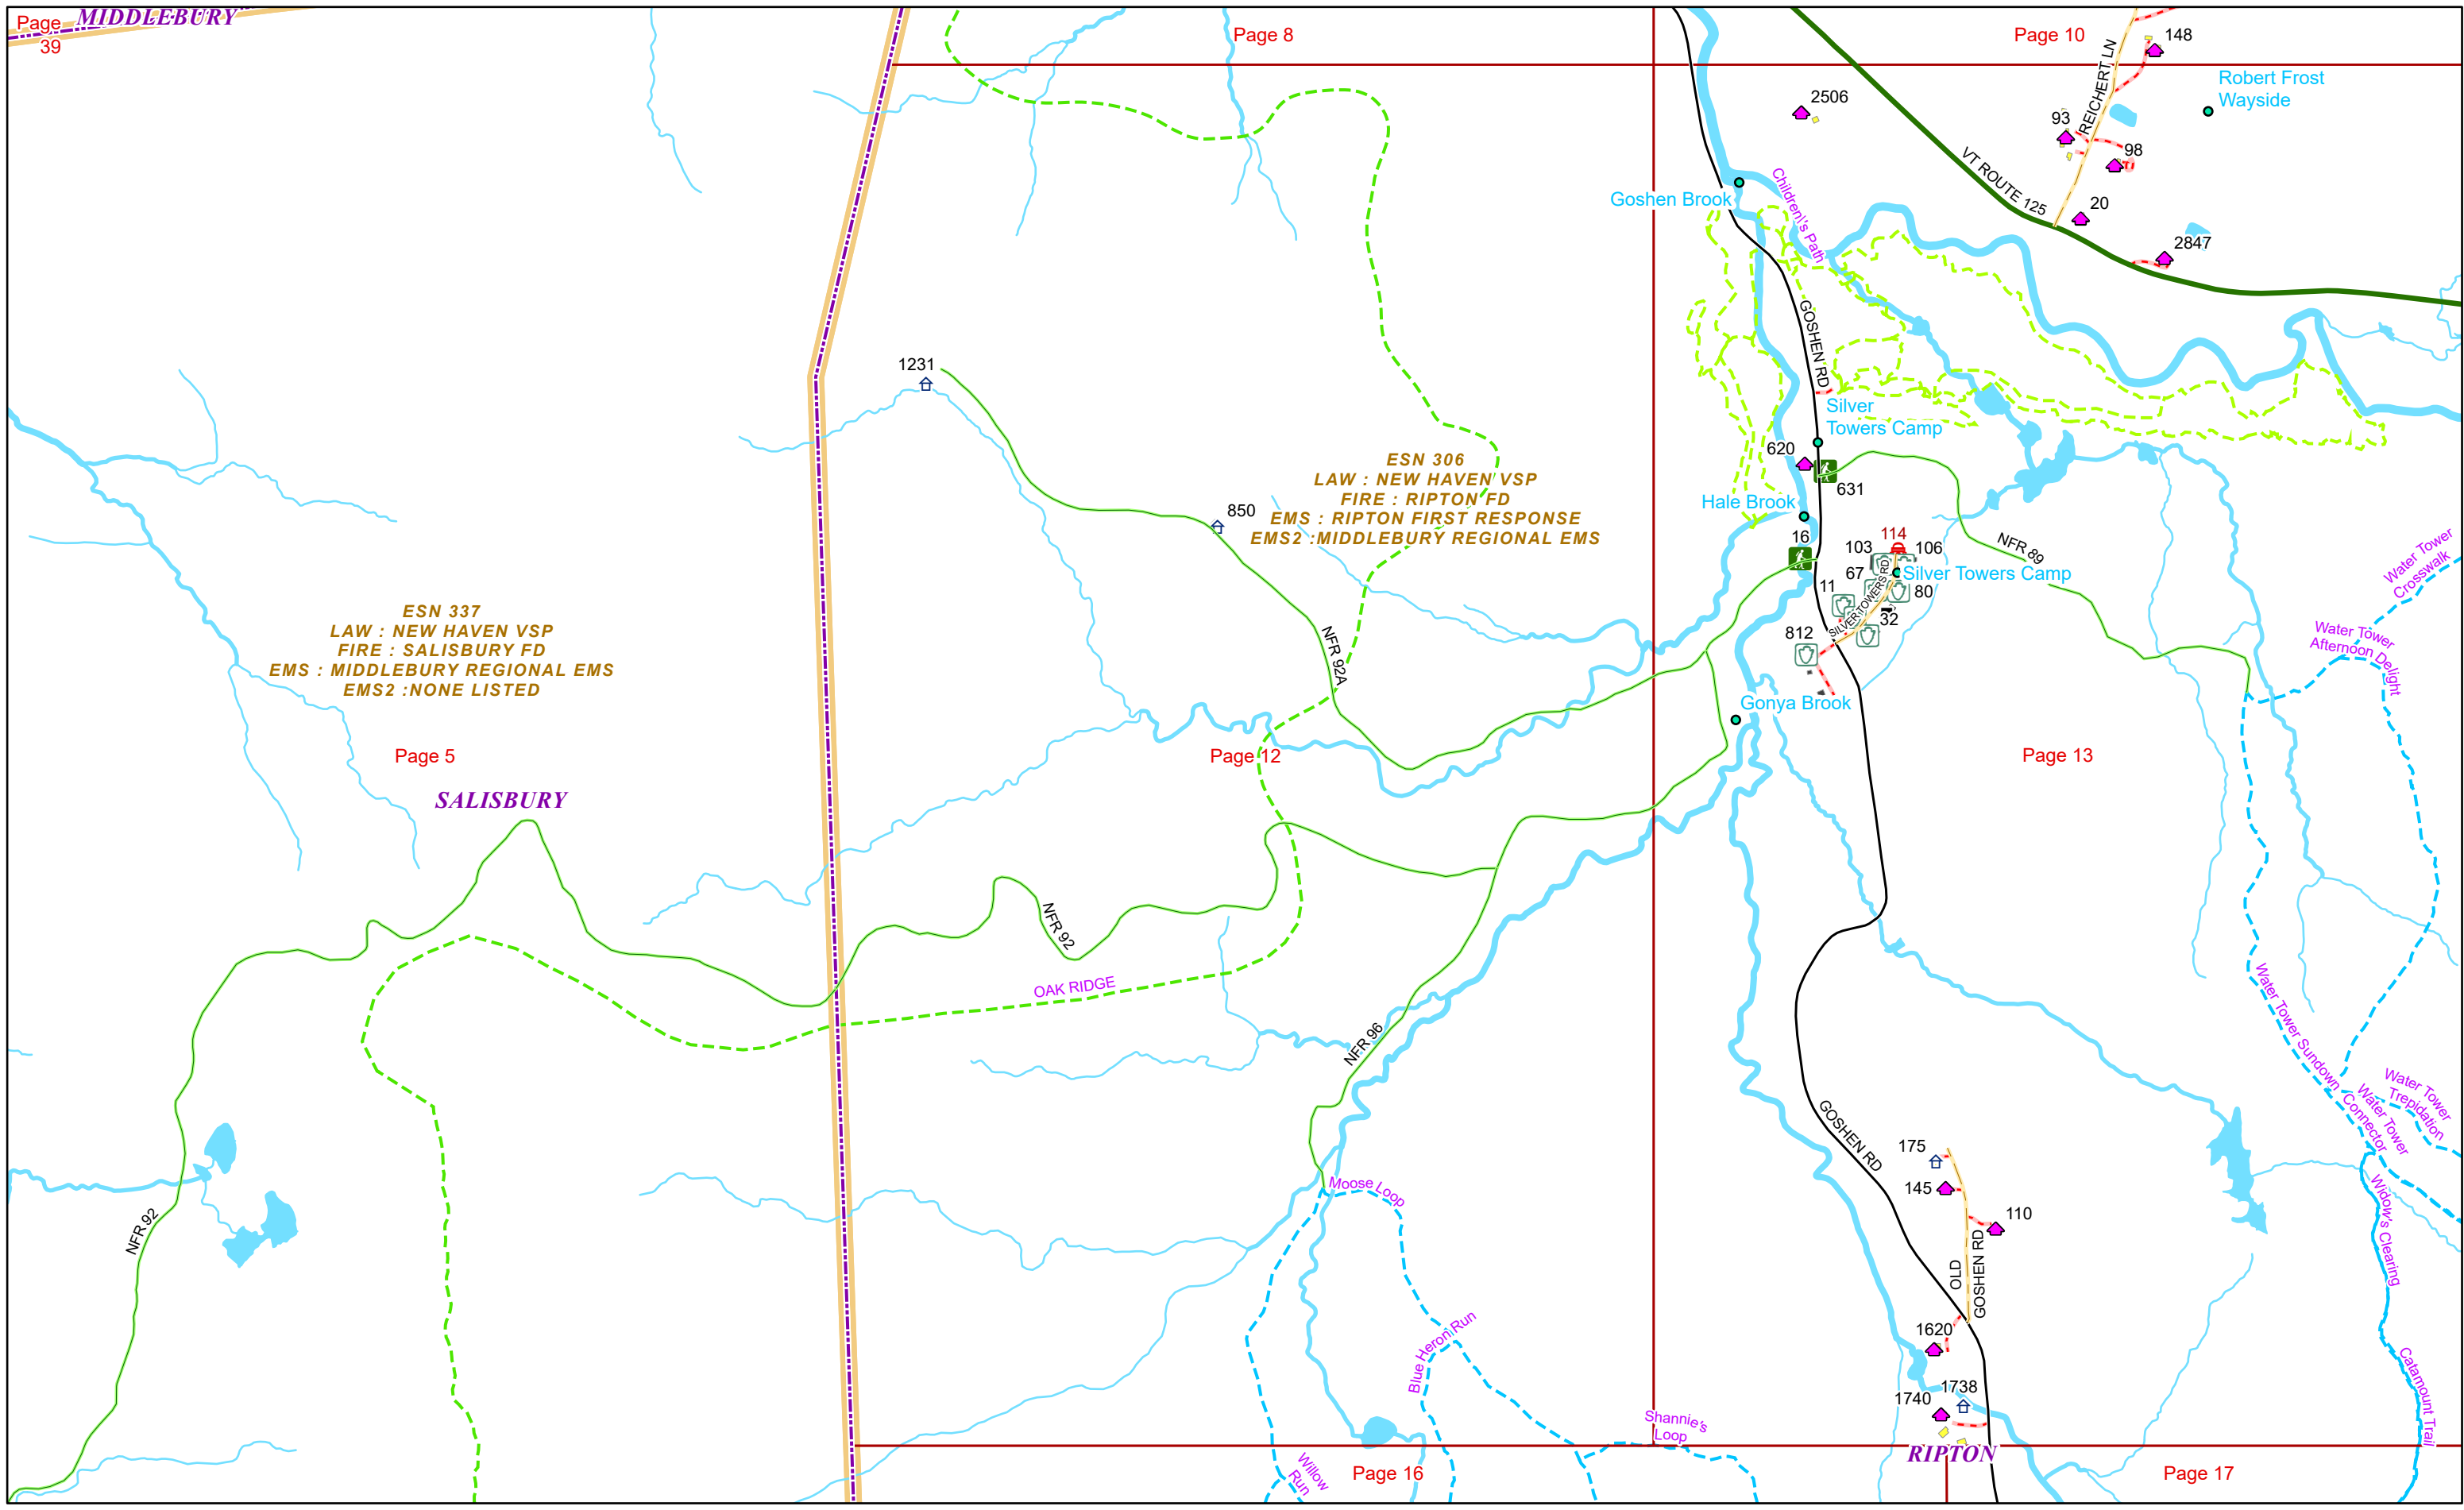 Page
39
MIDDLEBURY
Page 8
Page 10
148
REICHERT LN
Robert Frost
Wayside
2506
93
98
VT ROUTE 125
20
2847
Goshen Brook
Children\'s Path
GOSHEN RD
1231
Silver
Towers Camp
620
631
ESN 306
LAW : NEW HAVEN VSP
FIRE : RIPTON FD
EMS : RIPTON FIRST RESPONSE
EMS2 :MIDDLEBURY REGIONAL EMS
850
Hale Brook
16
114
103
106
67
Silver Towers Camp
11
80
SILVER TOWERS RD
32
812
NFR 89
Water Tower
Crosswalk
Water Tower
Afternoon Delight
ESN 337
LAW : NEW HAVEN VSP
FIRE : SALISBURY FD
EMS : MIDDLEBURY REGIONAL EMS
EMS2 :NONE LISTED
NFR 92A
Gonya Brook
Page 5
Page 12
Page 13
SALISBURY
NFR 92
OAK RIDGE
NFR 96
Water Tower Sundown
Water Tower
Connector
Water Tower
Trepidation
GOSHEN RD
175
145
110
OLD
GOSHEN RD
NFR 92
Moose Loop
Widow's Clearing
Blue Heron Run
1620
1738
1740
Catamount Trail
Shannie's
Loop
RIPTON
Willow
Run
Page 16
Page 17